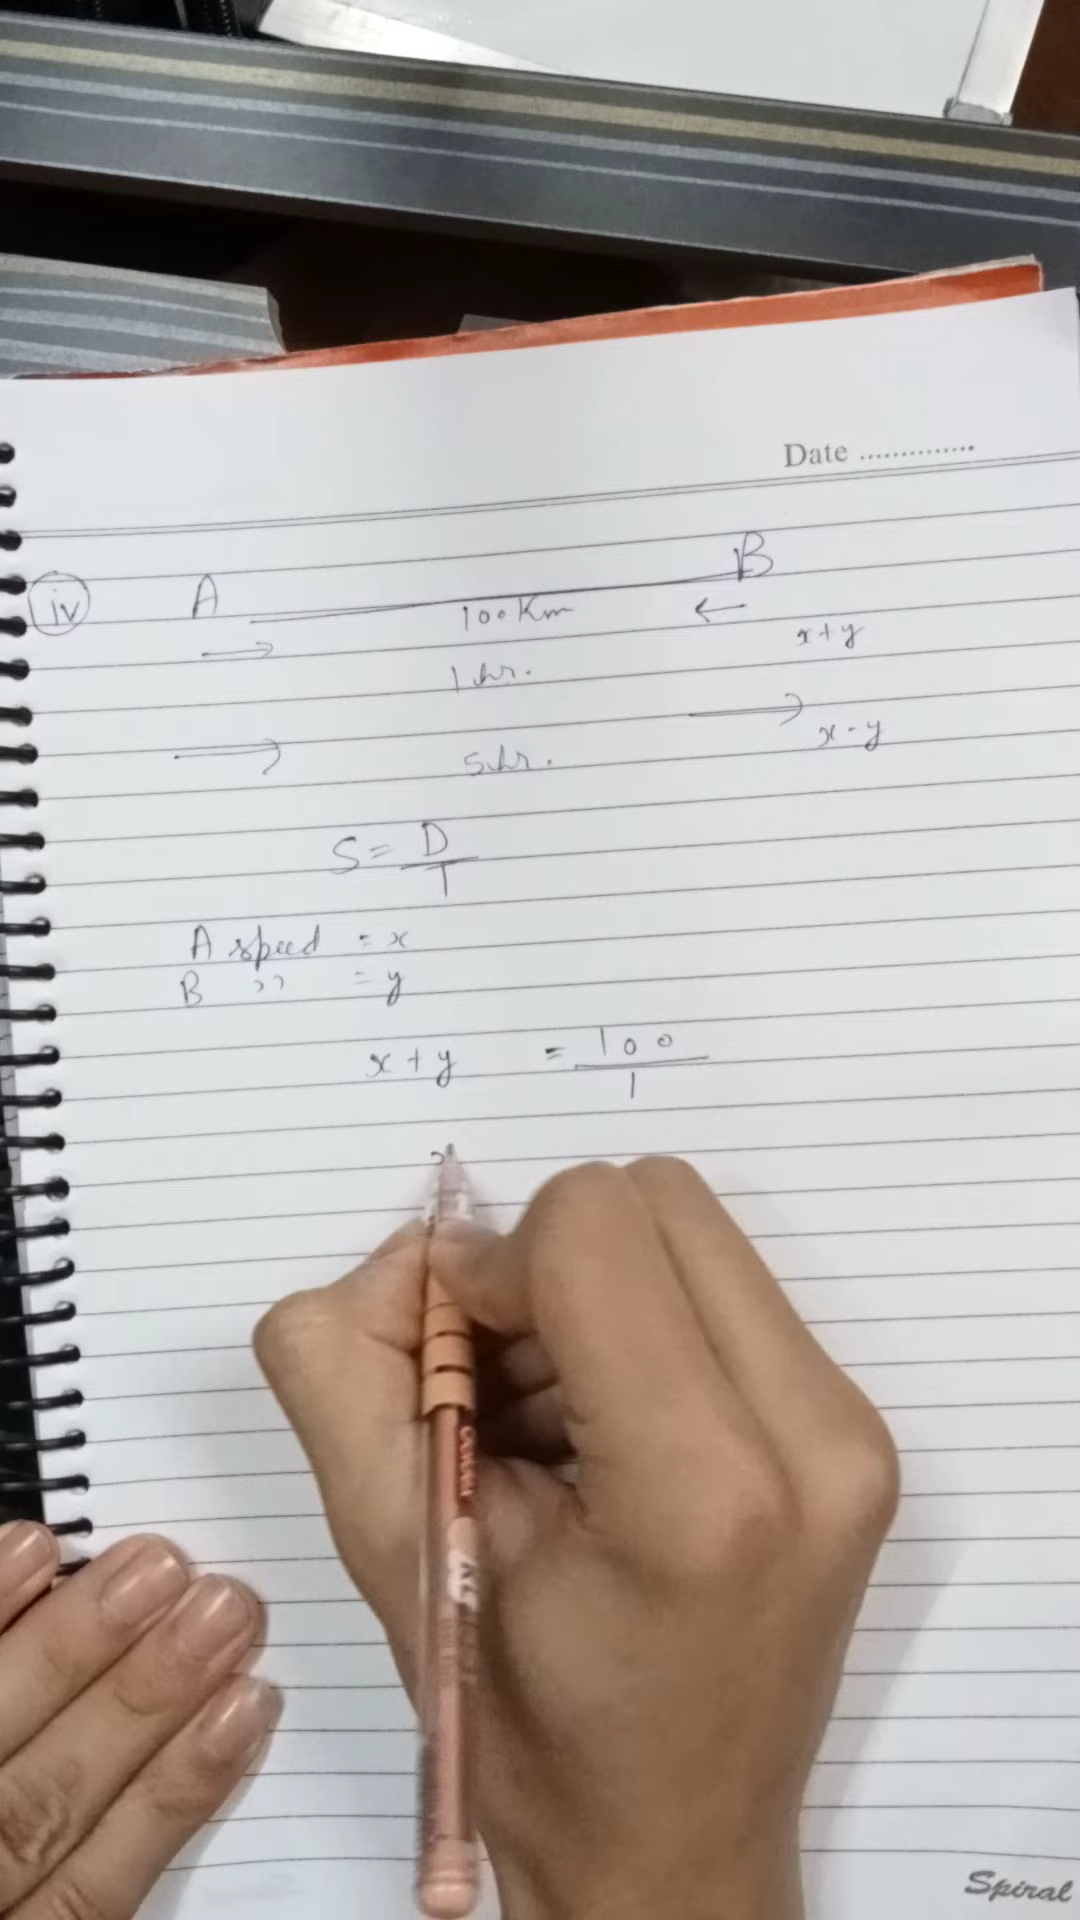 Date ..............
iv A B
100 Km ←
→ x+y
1 hr.
→ → x-y
5 hr.
S = D/T
A speed = x
B ,, = y
x + y = 100/1
Spiral